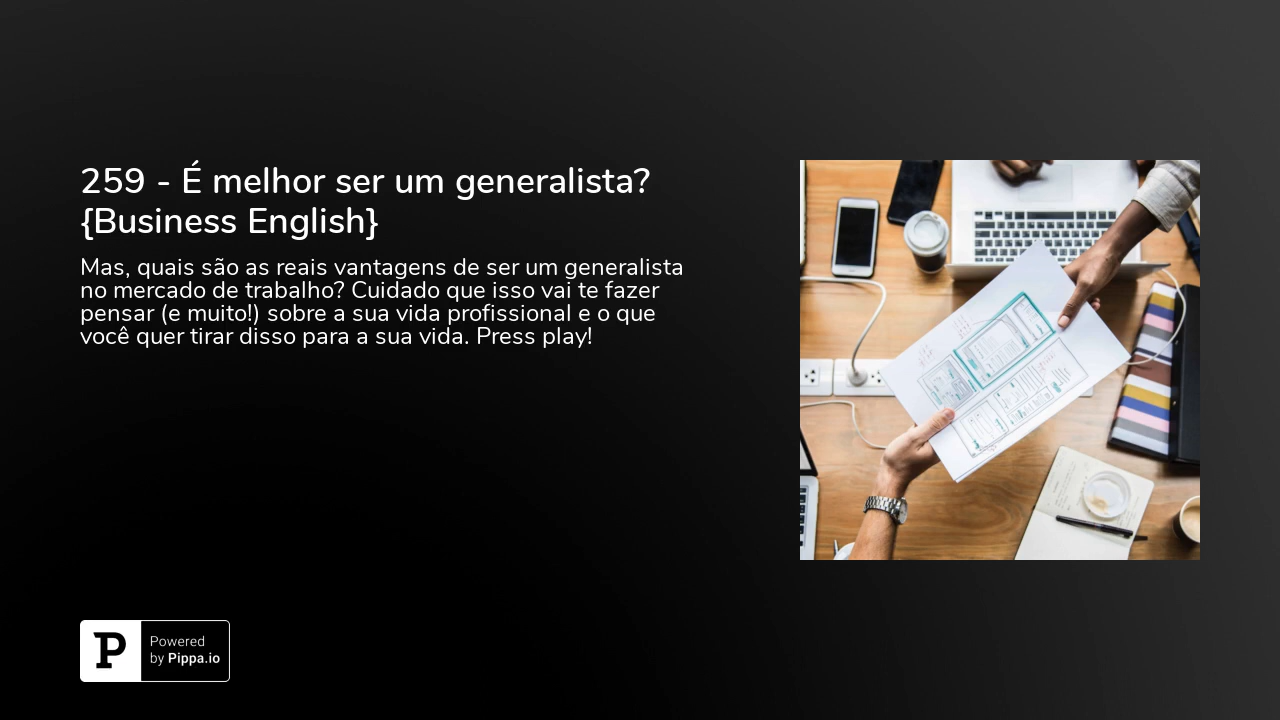 259 - É melhor ser um generalista?
{Business English}
Mas, quais são as reais vantagens de ser um generalista
no mercado de trabalho? Cuidado que isso vai te fazer
pensar (e muito!) sobre a sua vida profissional e o que
você quer tirar disso para a sua vida. Press play!
P
Powered
by Pippa.io